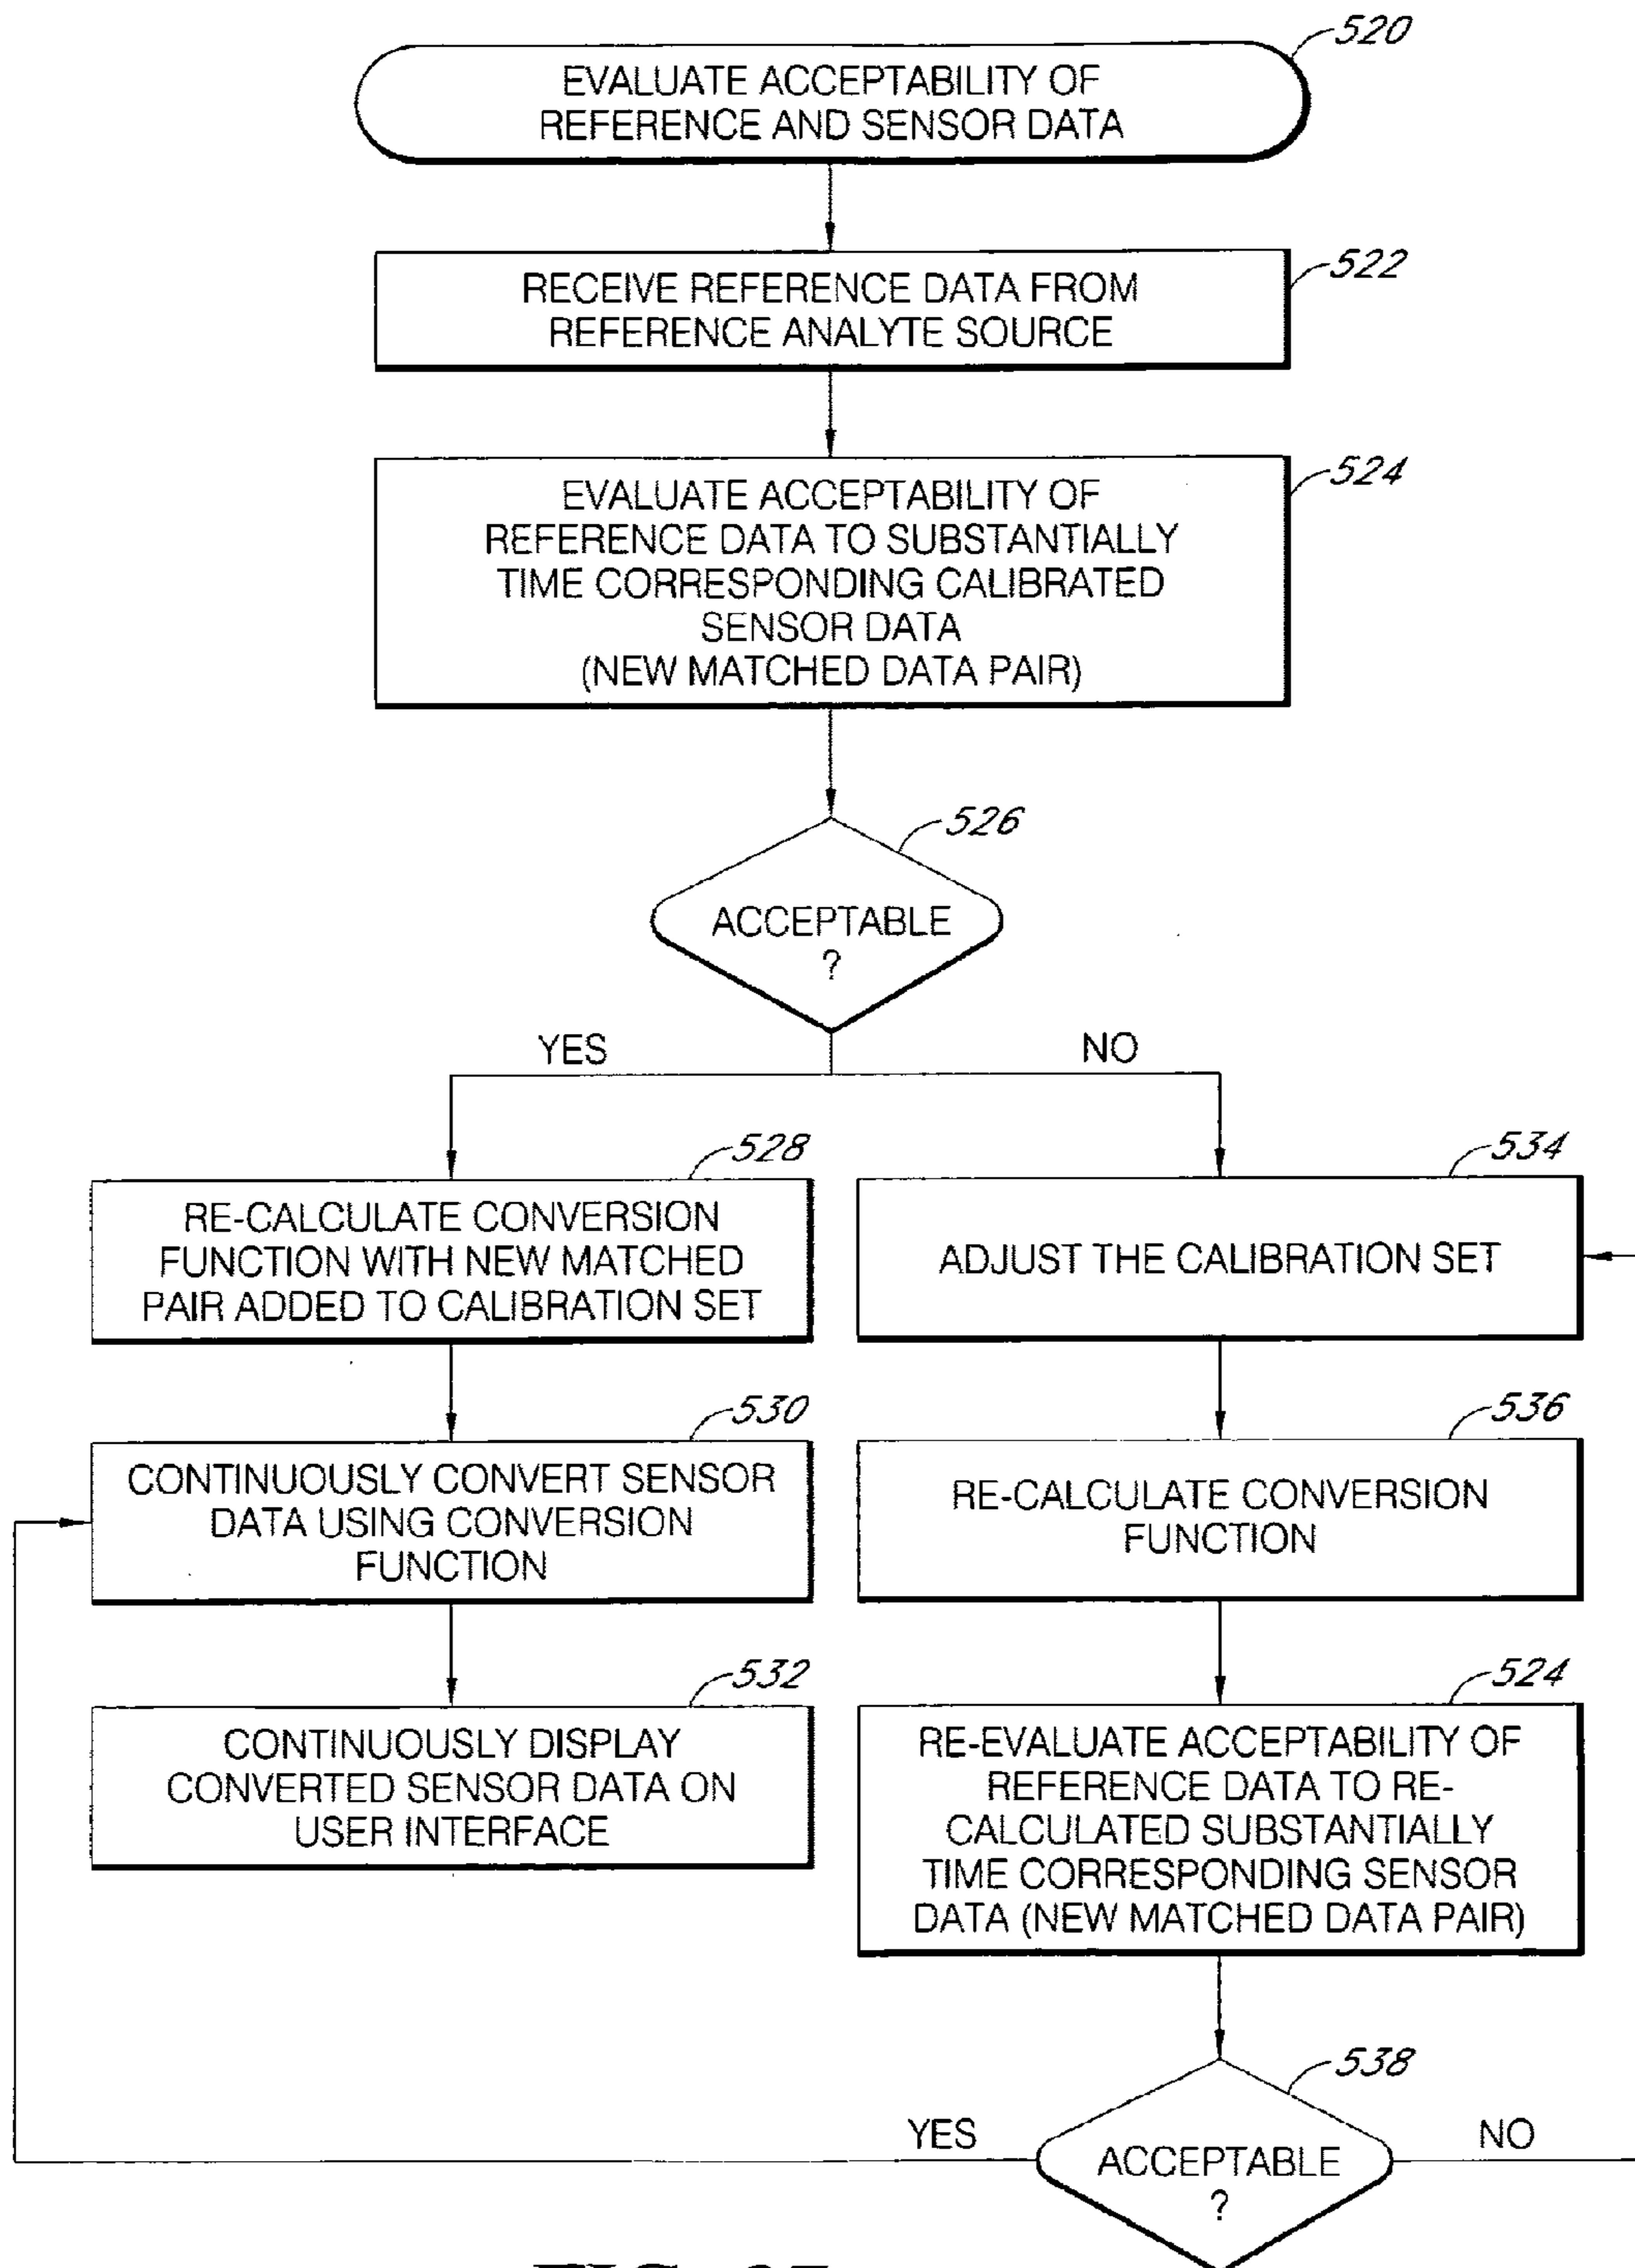 520
EVALUATE ACCEPTABILITY OF
REFERENCE AND SENSOR DATA
522
RECEIVE REFERENCE DATA FROM
REFERENCE ANALYTE SOURCE
524
EVALUATE ACCEPTABILITY OF
REFERENCE DATA TO SUBSTANTIALLY
TIME CORRESPONDING CALIBRATED
SENSOR DATA
(NEW MATCHED DATA PAIR)
526
ACCEPTABLE
?
YES
NO
528
RE-CALCULATE CONVERSION
FUNCTION WITH NEW MATCHED
PAIR ADDED TO CALIBRATION SET
534
ADJUST THE CALIBRATION SET
530
CONTINUOUSLY CONVERT SENSOR
DATA USING CONVERSION
FUNCTION
536
RE-CALCULATE CONVERSION
FUNCTION
532
CONTINUOUSLY DISPLAY
CONVERTED SENSOR DATA ON
USER INTERFACE
524
RE-EVALUATE ACCEPTABILITY OF
REFERENCE DATA TO RE-
CALCULATED SUBSTANTIALLY
TIME CORRESPONDING SENSOR
DATA (NEW MATCHED DATA PAIR)
538
YES
ACCEPTABLE
?
NO